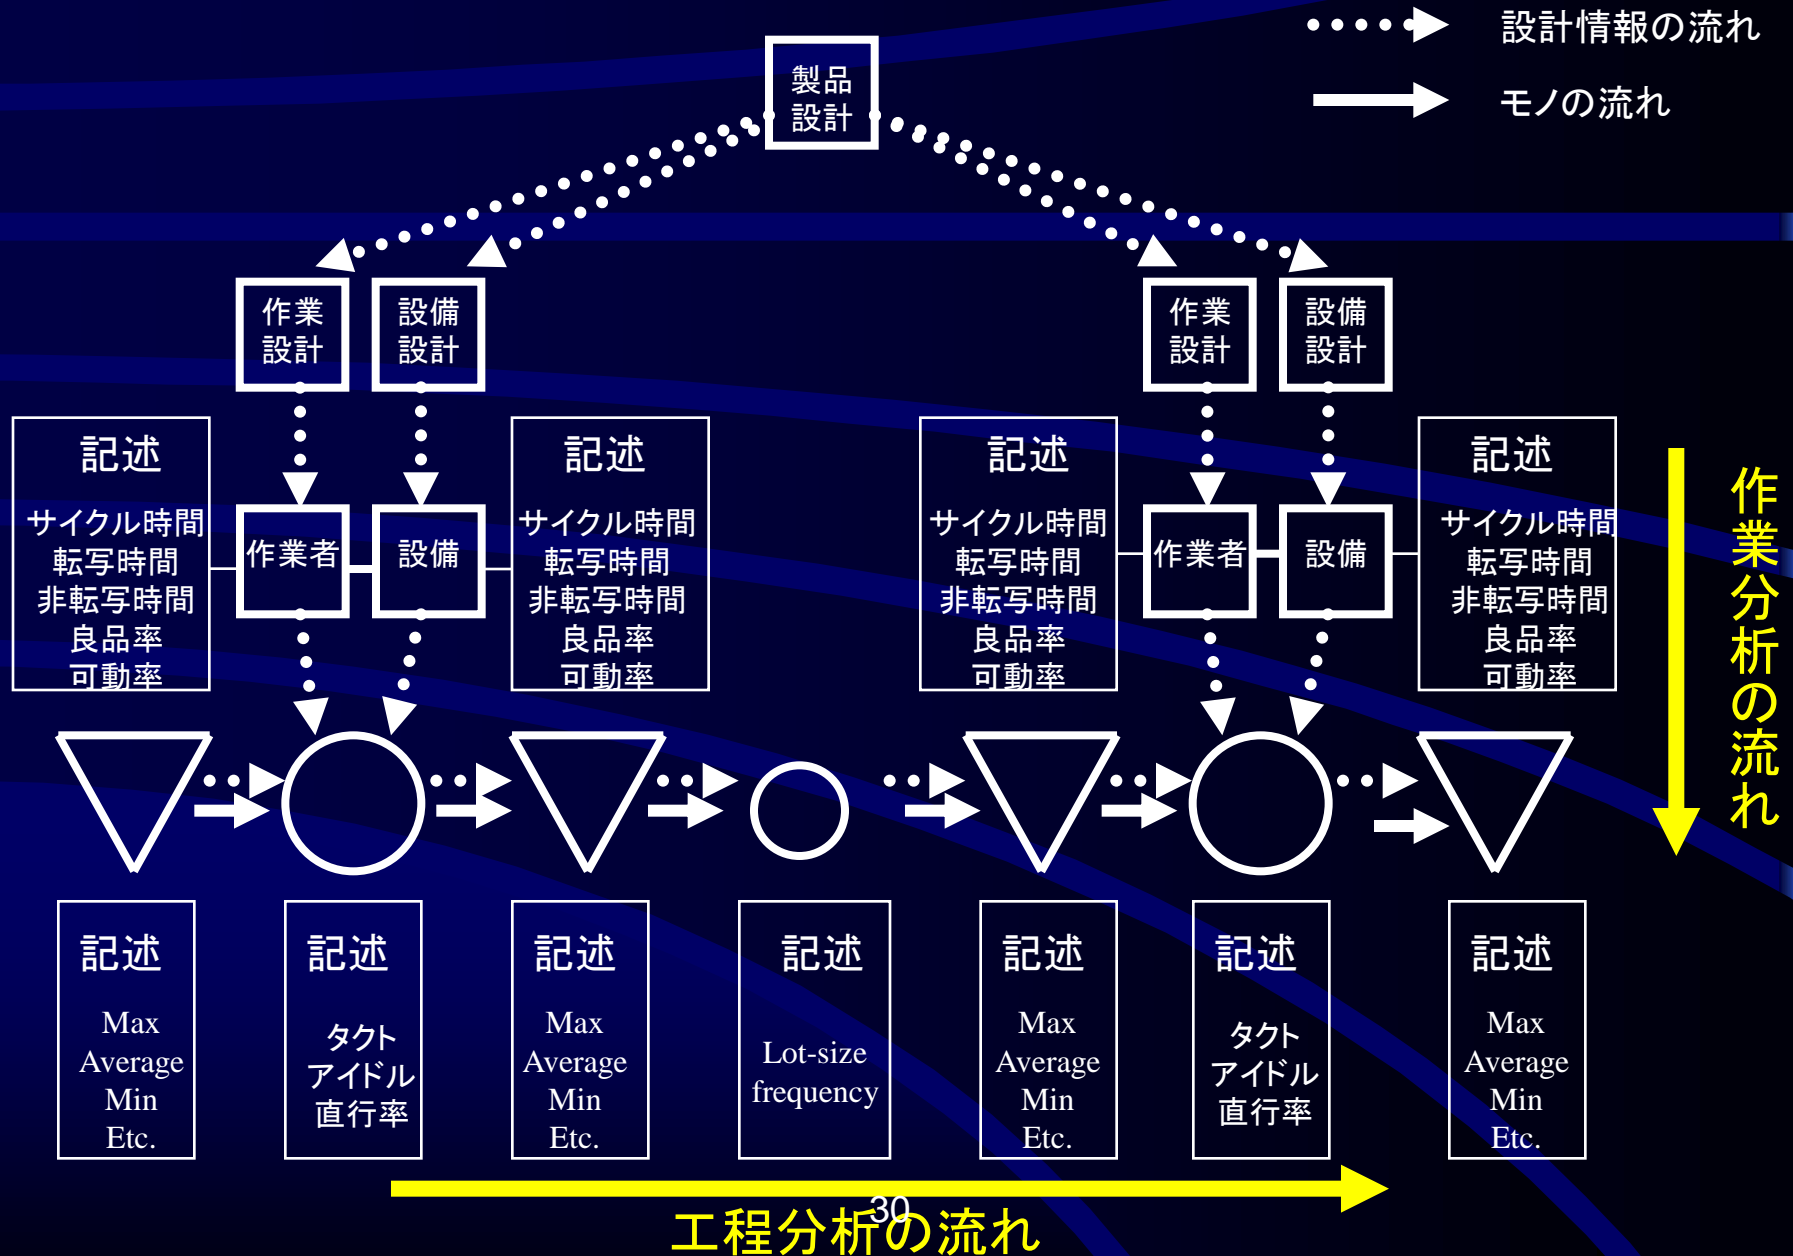 設計情報の流れ
モノの流れ
製品
設計
作業
設計
設備
設計
作業
設計
設備
設計
記述
サイクル時間
転写時間
非転写時間
良品率
可動率
作業者
設備
記述
サイクル時間
転写時間
非転写時間
良品率
可動率
記述
サイクル時間
転写時間
非転写時間
良品率
可動率
作業者
設備
記述
サイクル時間
転写時間
非転写時間
良品率
可動率
作業分析の流れ
記述
Max
Average
Min
Etc.
記述
タクト
アイドル
直行率
記述
Max
Average
Min
Etc.
記述
Lot-size
frequency
記述
Max
Average
Min
Etc.
記述
タクト
アイドル
直行率
記述
Max
Average
Min
Etc.
30
工程分析の流れ